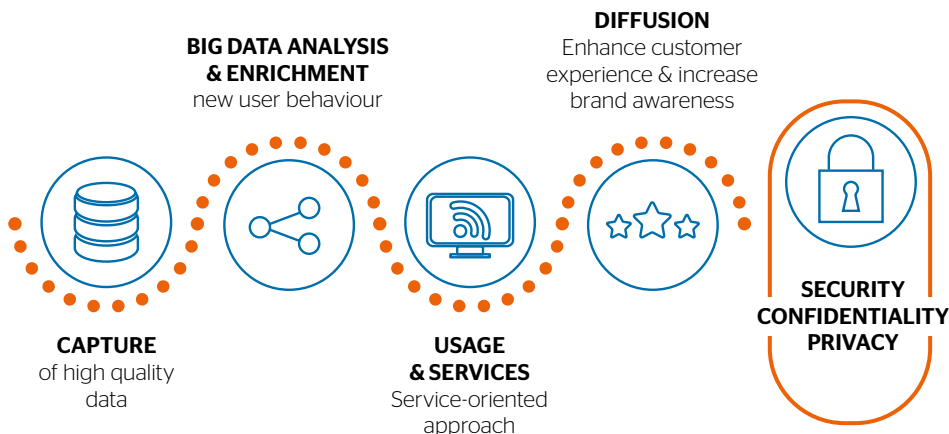 CAPTURE
of high quality
data
BIG DATA ANALYSIS
& ENRICHMENT
new user behaviour
USAGE
& SERVICES
Service-oriented
approach
DIFFUSION
Enhance customer
experience & increase
brand awareness
SECURITY
CONFIDENTIALITY
PRIVACY